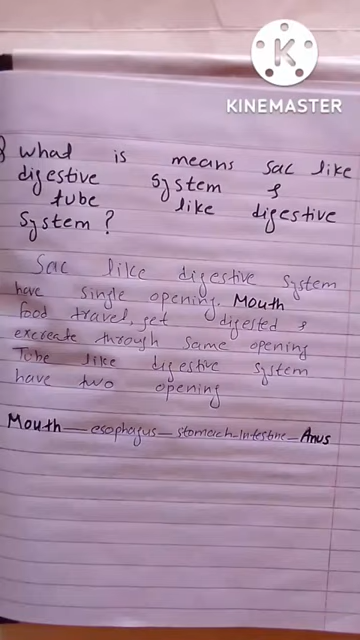 K
KINEMASTER
what is means sac like
digestive system &
tube like digestive
system?
Sac like digestive system
have single opening. Mouth
food travel, get digested &
excreate through same opening
Tube like digestive system
have two opening
Mouth — esophagus — stomerch - intestine - Anus